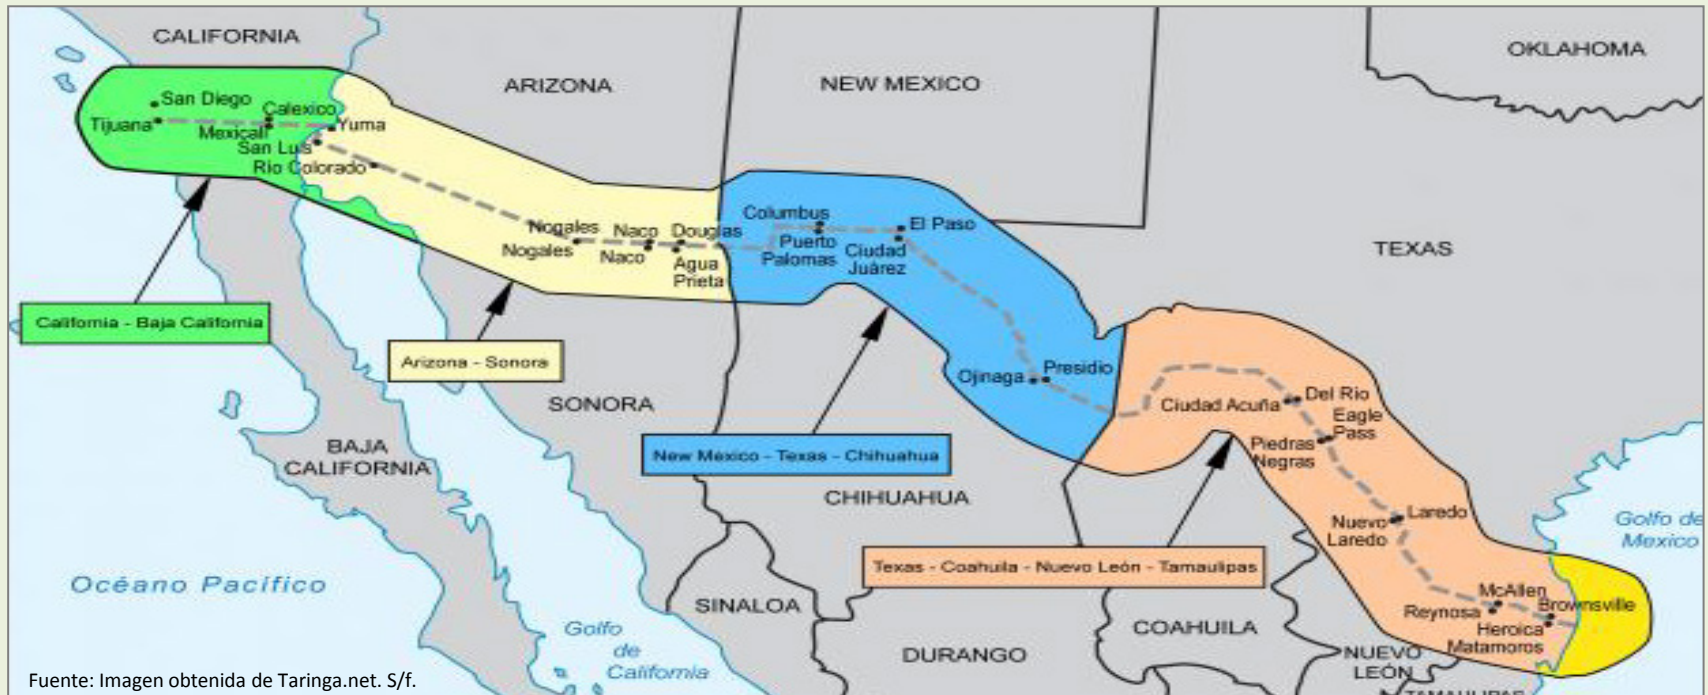 CALIFORNIA
ARIZONA
NEW MEXICO
OKLAHOMA
San Diego
Calexico
Tijuana
Mexicali
Yuma
San Luis
Rio Colorado
Nogales
Nogales
Naco
Naco
Douglas
Agua
Prieta
Columbus
Puerto
Palomas
El Paso
Ciudad
Juárez
TEXAS
California - Baja California
Arizona - Sonora
Ojinaga
Presidio
Ciudad Acuña
Del Rio
Eagle
Pass
Piedras
Negras
SONORA
BAJA
CALIFORNIA
New Mexico - Texas - Chihuahua
CHIHUAHUA
Nuevo
Laredo
Laredo
Golfo de
Mexico
Texas - Coahuila - Nuevo León - Tamaulipas
Océano Pacífico
SINALOA
McAllen
Reynosa
Brownsville
Heroica
Matamoros
Golfo
de
California
DURANGO
COAHUILA
NUEVO
LEÓN
TAMAULIPAS
Fuente: Imagen obtenida de Taringa.net. S/f.